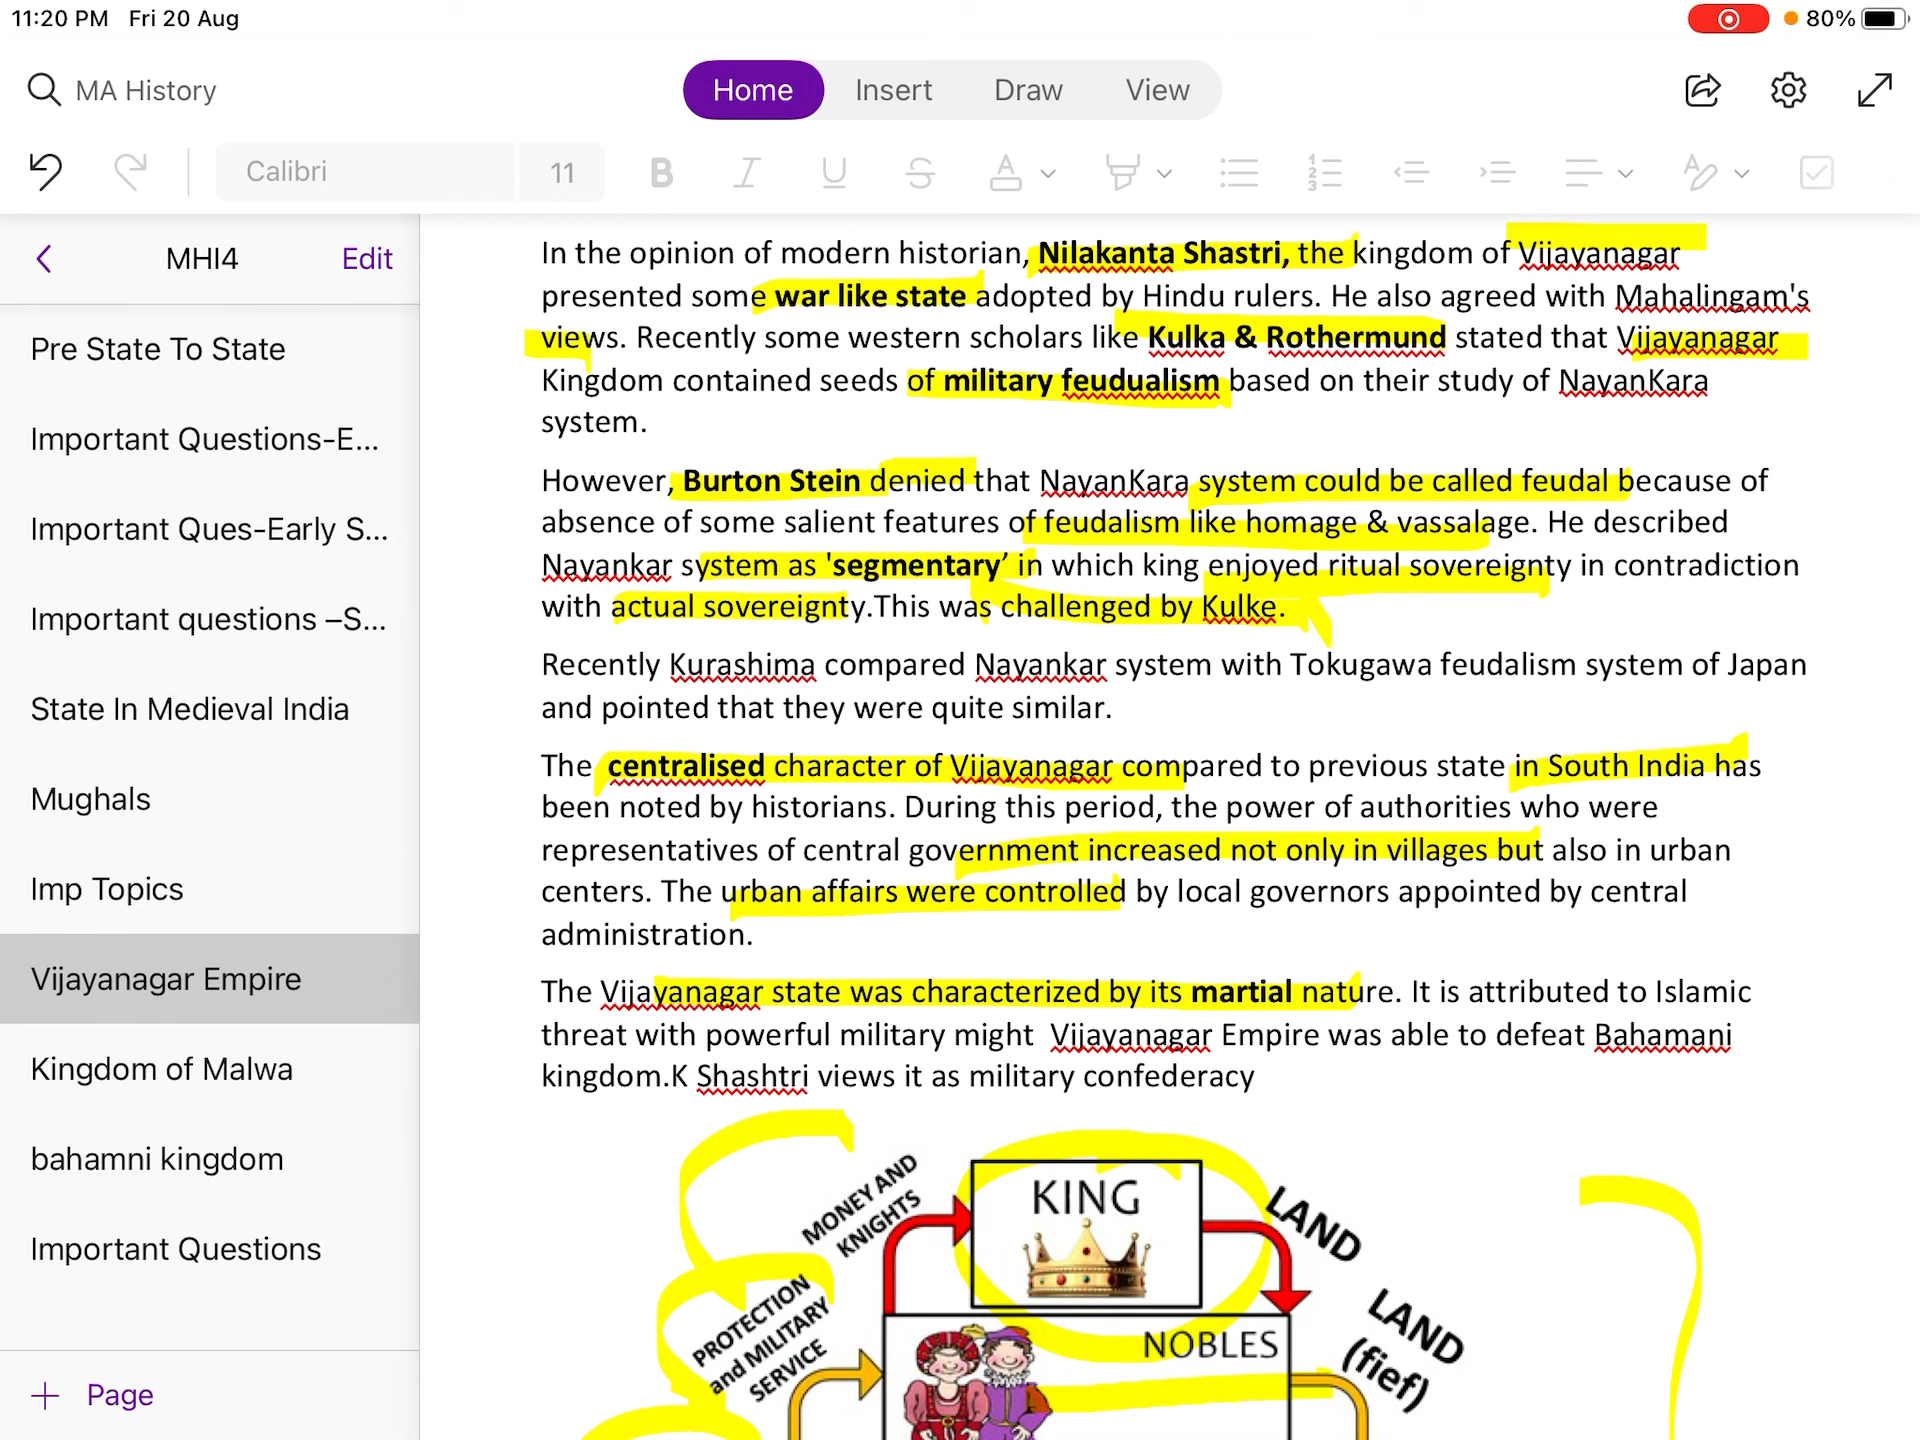 11:20 PM Fri 20 Aug
80%
MA History
Home Insert Draw View
Calibri 11 B I U S A
MHI4 Edit
Pre State To State
Important Questions-E...
Important Ques-Early S...
Important questions –S...
State In Medieval India
Mughals
Imp Topics
Vijayanagar Empire
Kingdom of Malwa
bahamni kingdom
Important Questions
+ Page
In the opinion of modern historian, Nilakanta Shastri, the kingdom of Vijayanagar
presented some war like state adopted by Hindu rulers. He also agreed with Mahalingam's
views. Recently some western scholars like Kulka & Rothermund stated that Vijayanagar
Kingdom contained seeds of military feudualism based on their study of NayanKara
system.
However, Burton Stein denied that NayanKara system could be called feudal because of
absence of some salient features of feudalism like homage & vassalage. He described
Nayankar system as 'segmentary’ in which king enjoyed ritual sovereignty in contradiction
with actual sovereignty.This was challenged by Kulke.
Recently Kurashima compared Nayankar system with Tokugawa feudalism system of Japan
and pointed that they were quite similar.
The centralised character of Vijayanagar compared to previous state in South India has
been noted by historians. During this period, the power of authorities who were
representatives of central government increased not only in villages but also in urban
centers. The urban affairs were controlled by local governors appointed by central
administration.
The Vijayanagar state was characterized by its martial nature. It is attributed to Islamic
threat with powerful military might Vijayanagar Empire was able to defeat Bahamani
kingdom.K Shashtri views it as military confederacy
MONEY AND
KNIGHTS
KING
LAND
PROTECTION
and MILITARY
SERVICE
NOBLES
LAND
(fief)